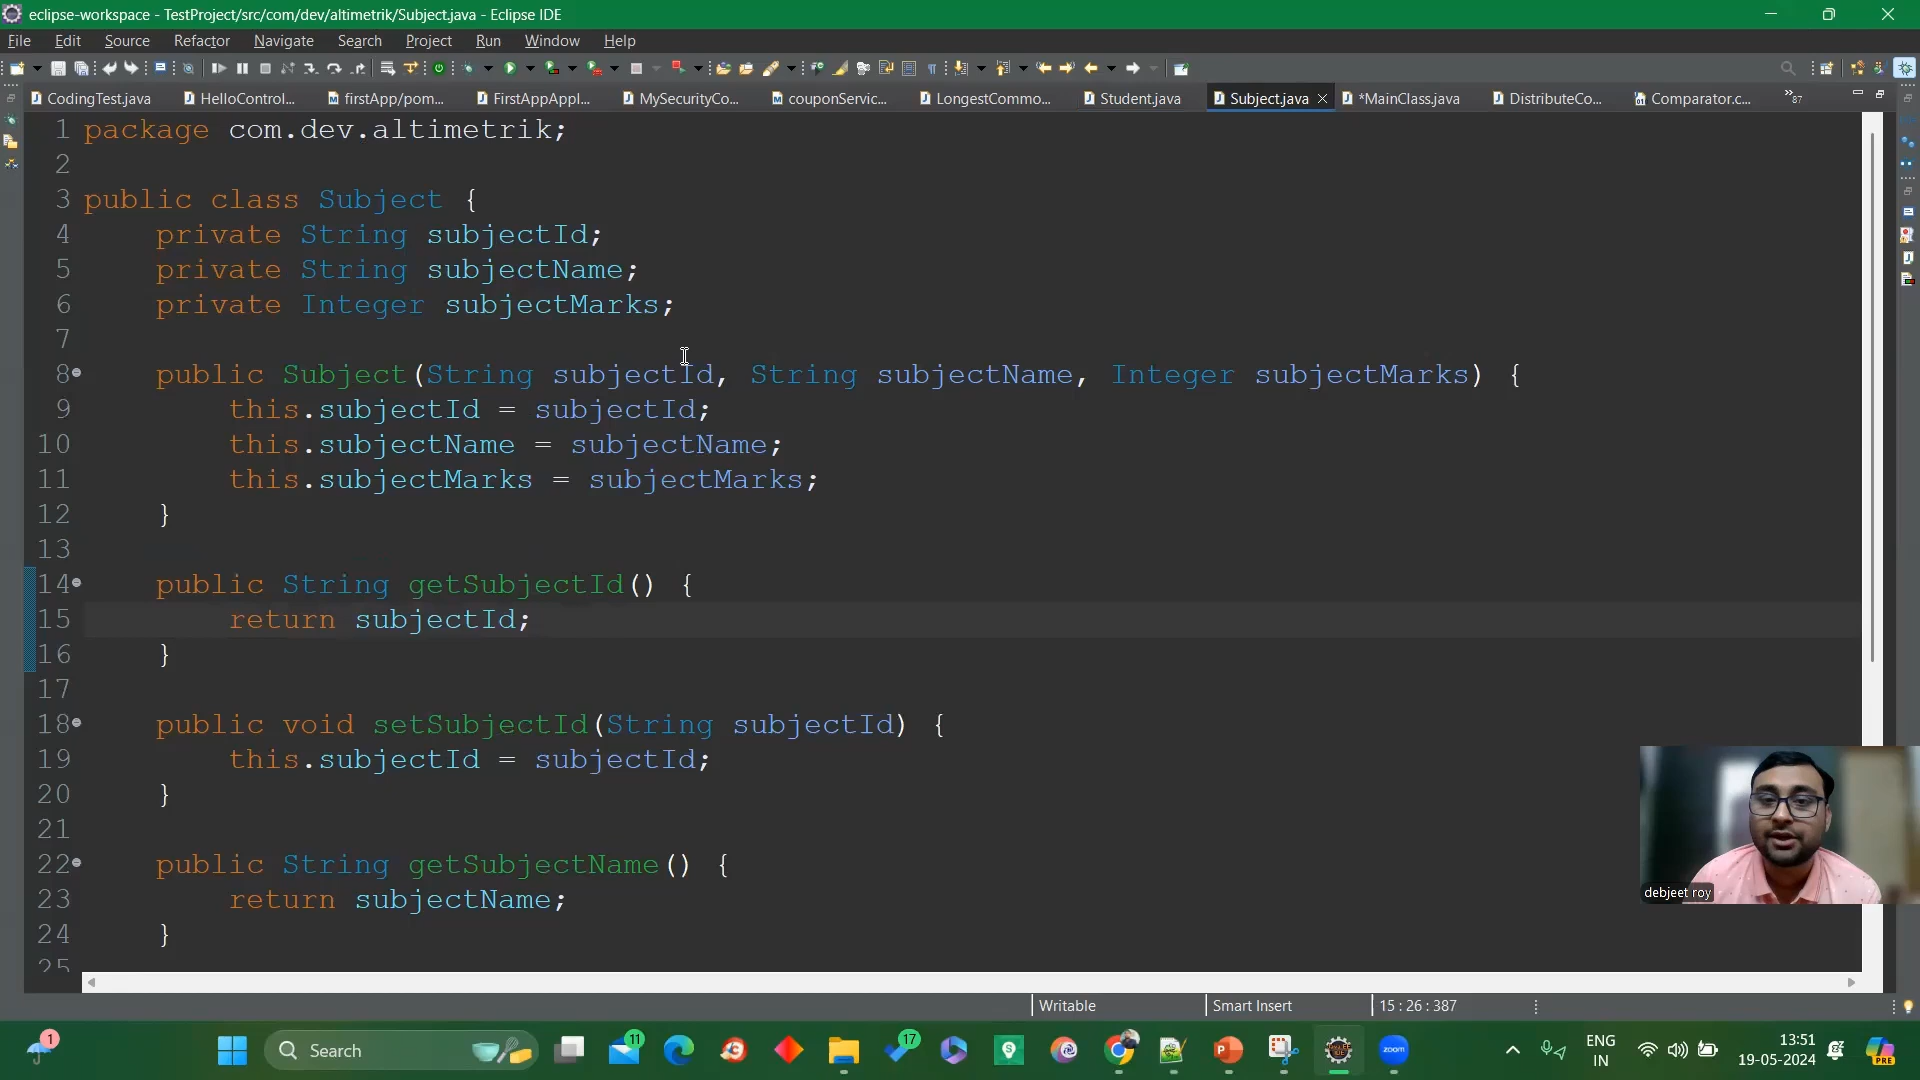 eclipse-workspace - TestProject/src/com/dev/altimetrik/Subject.java - Eclipse IDE
File Edit Source Refactor Navigate Search Project Run Window Help
CodingTest.java HelloControl... firstApp/pom... FirstAppAppl... MySecurityCo... couponServic... LongestCommo... Student.java Subject.java *MainClass.java DistributeCo... Comparator.c... 87
1 package com.dev.altimetrik;
2
3 public class Subject {
4 private String subjectId;
5 private String subjectName;
6 private Integer subjectMarks;
7
8 public Subject(String subjectId, String subjectName, Integer subjectMarks) {
9 this.subjectId = subjectId;
10 this.subjectName = subjectName;
11 this.subjectMarks = subjectMarks;
12 }
13
14 public String getSubjectId() {
15 return subjectId;
16 }
17
18 public void setSubjectId(String subjectId) {
19 this.subjectId = subjectId;
20 }
21
22 public String getSubjectName() {
23 return subjectName;
24 }
25
debjeet roy
Writable Smart Insert 15 : 26 : 387
1 Search 11 17 zoom ENG 13:51
IN 19-05-2024 PRE